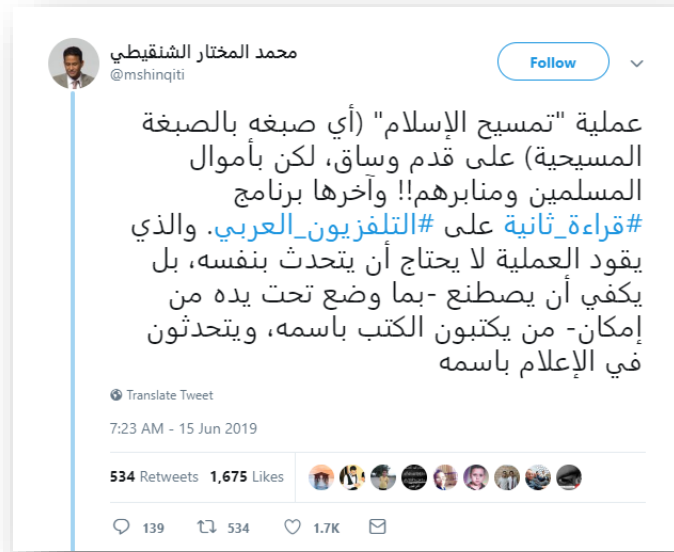 محمد المختار الشنقيطي
@mshinqiti
Follow
عملية "تمسيح الإسلام" (أي صبغه بالصبغة
المسيحية) على قدم وساق، لكن بأموال
المسلمين ومنابرهم!! وآخرها برنامج
#قراءة_ثانية على #التلفزيون_العربي. والذي
يقود العملية لا يحتاج أن يتحدث بنفسه، بل
يكفي أن يصطنع -بما وضع تحت يده من
إمكان- من يكتبون الكتب باسمه، ويتحدثون
في الإعلام باسمه
Translate Tweet
7:23 AM - 15 Jun 2019
534 Retweets 1,675 Likes
139 534 1.7K